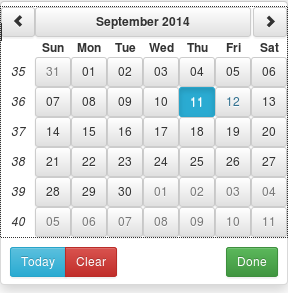 September 2014
Sun Mon Tue Wed Thu Fri Sat
35 31 01 02 03 04 05 06
36 07 08 09 10 11 12 13
37 14 15 16 17 18 19 20
38 21 22 23 24 25 26 27
39 28 29 30 01 02 03 04
40 05 06 07 08 09 10 11
Today Clear Done